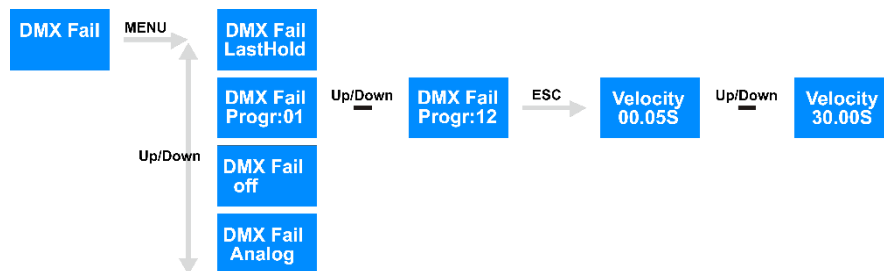 DMX Fail
MENU
DMX Fail
LastHold
DMX Fail
Progr:01
Up/Down
DMX Fail
Progr:12
ESC
Velocity
00.05S
Up/Down
Velocity
30.00S
Up/Down
DMX Fail
off
DMX Fail
Analog